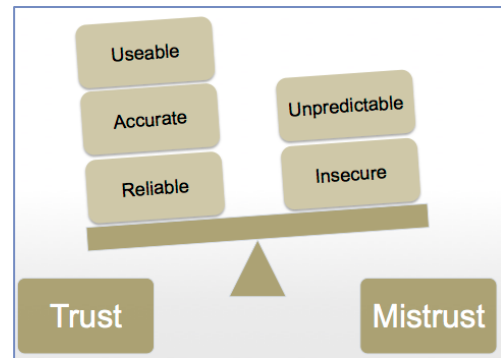 Useable
Accurate
Reliable
Unpredictable
Insecure
Trust
Mistrust